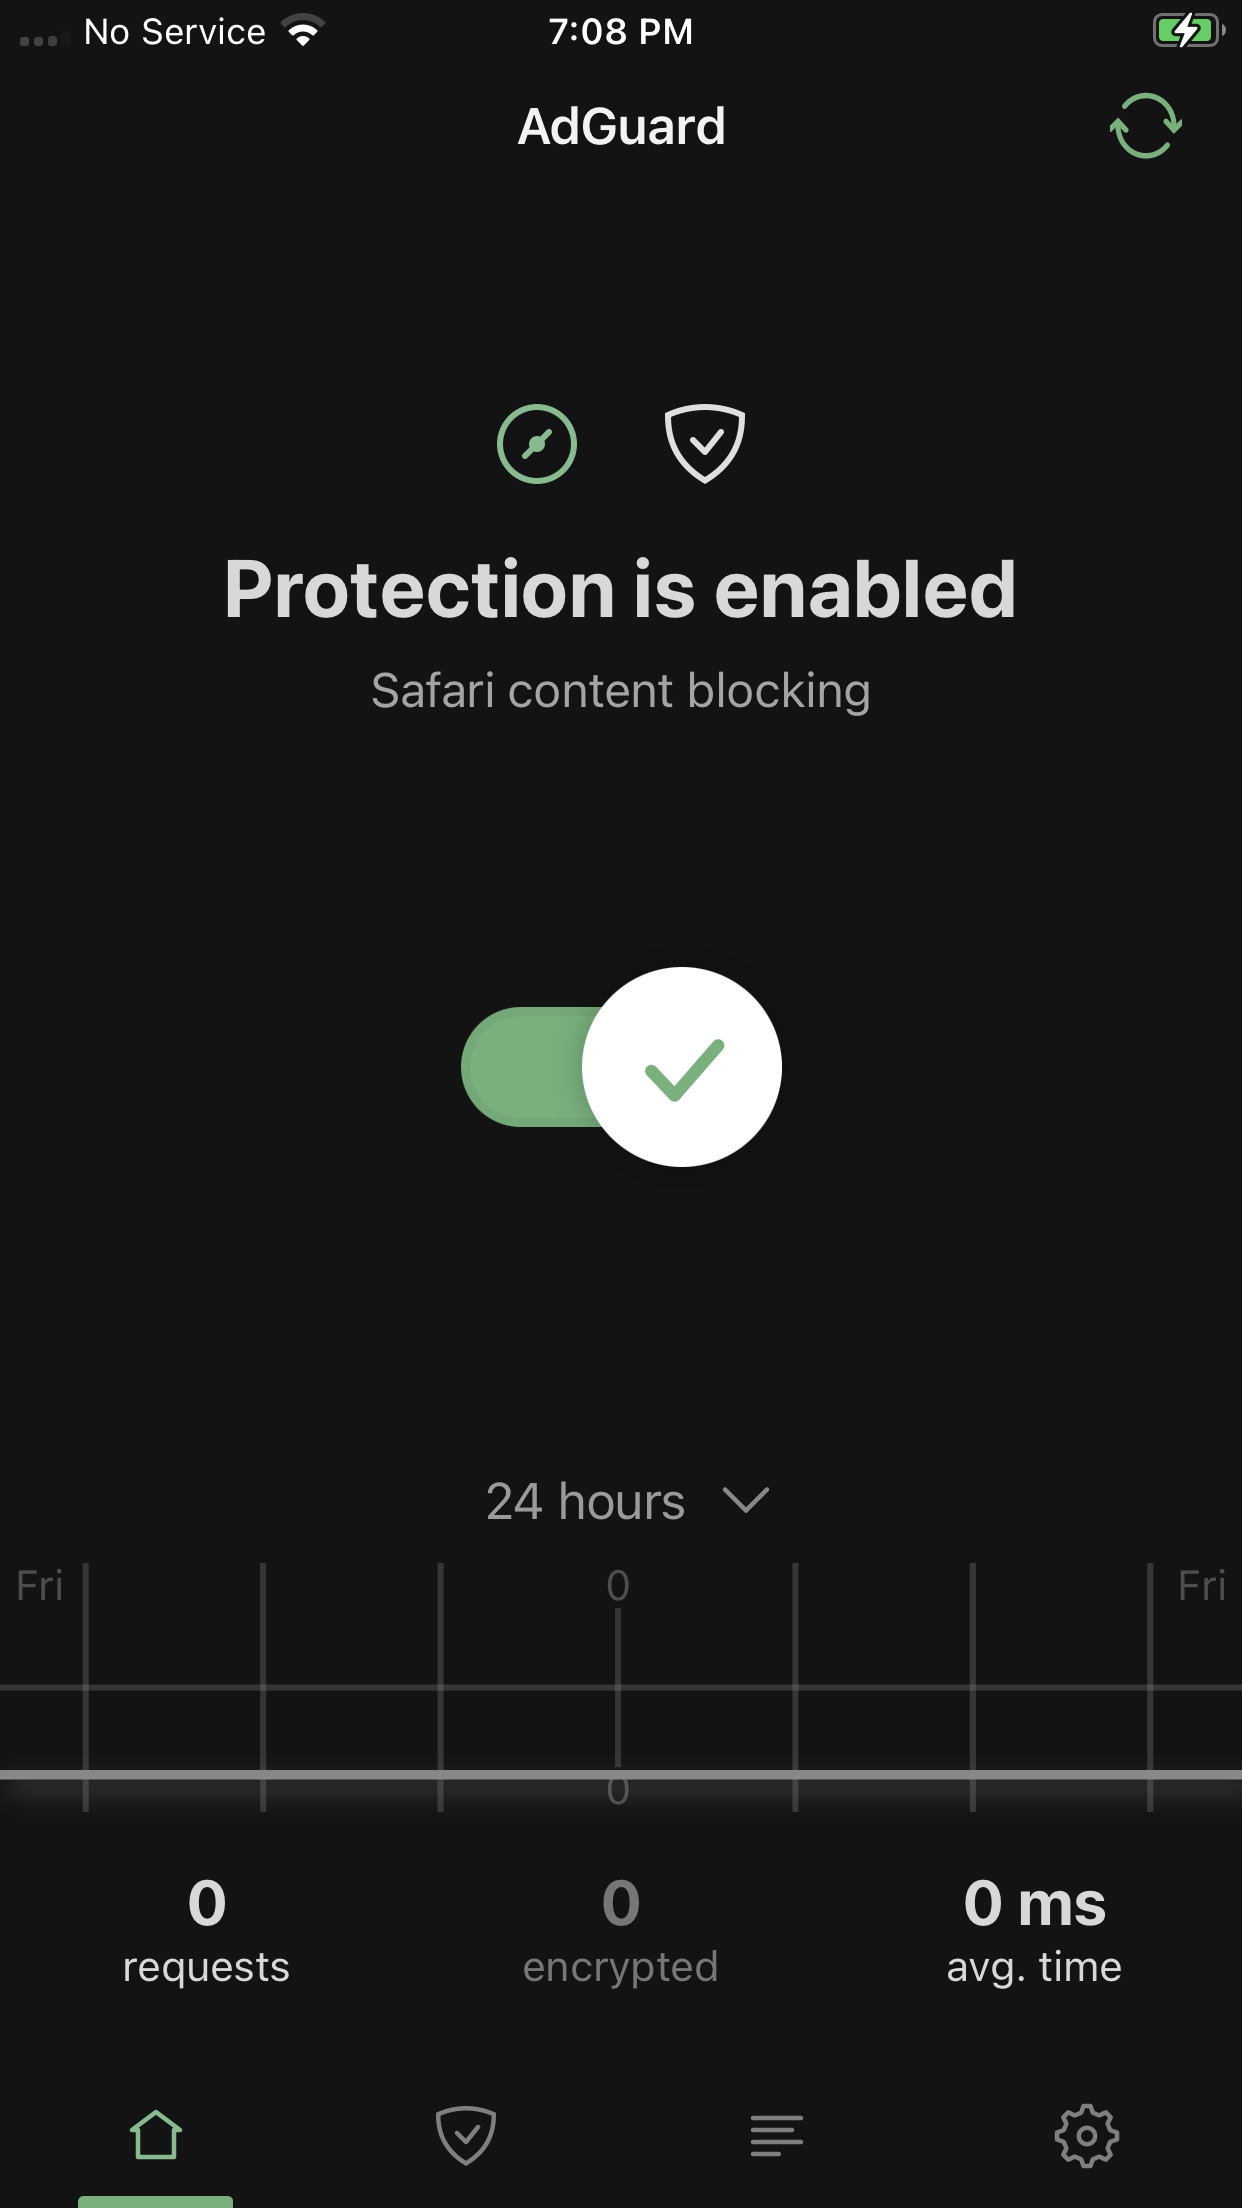 No Service 7:08 PM
AdGuard
Protection is enabled
Safari content blocking
24 hours
Fri 0 Fri
0
0 0 0 ms
requests encrypted avg. time